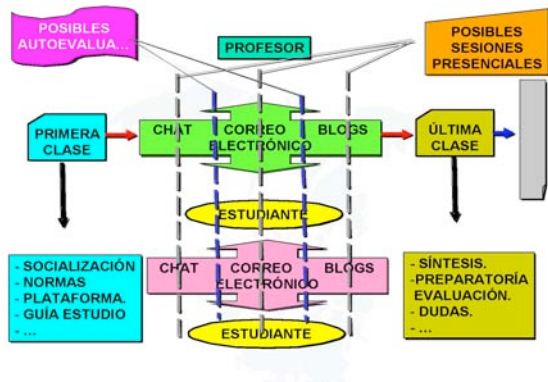 POSIBLES
AUTOEVALUA...
PROFESOR
POSIBLES
SESIONES
PRESENCIALES
PRIMERA
CLASE
CHAT
CORREO
ELECTRÓNICO
BLOGS
ÚLTIMA
CLASE
ESTUDIANTE
- SOCIALIZACIÓN
- NORMAS
- PLATAFORMA.
- GUÍA ESTUDIO
- ...
CHAT
CORREO
ELECTRÓNICO
BLOGS
- SÍNTESIS.
-PREPARATORÍA
EVALUACIÓN.
- DUDAS.
- ...
ESTUDIANTE